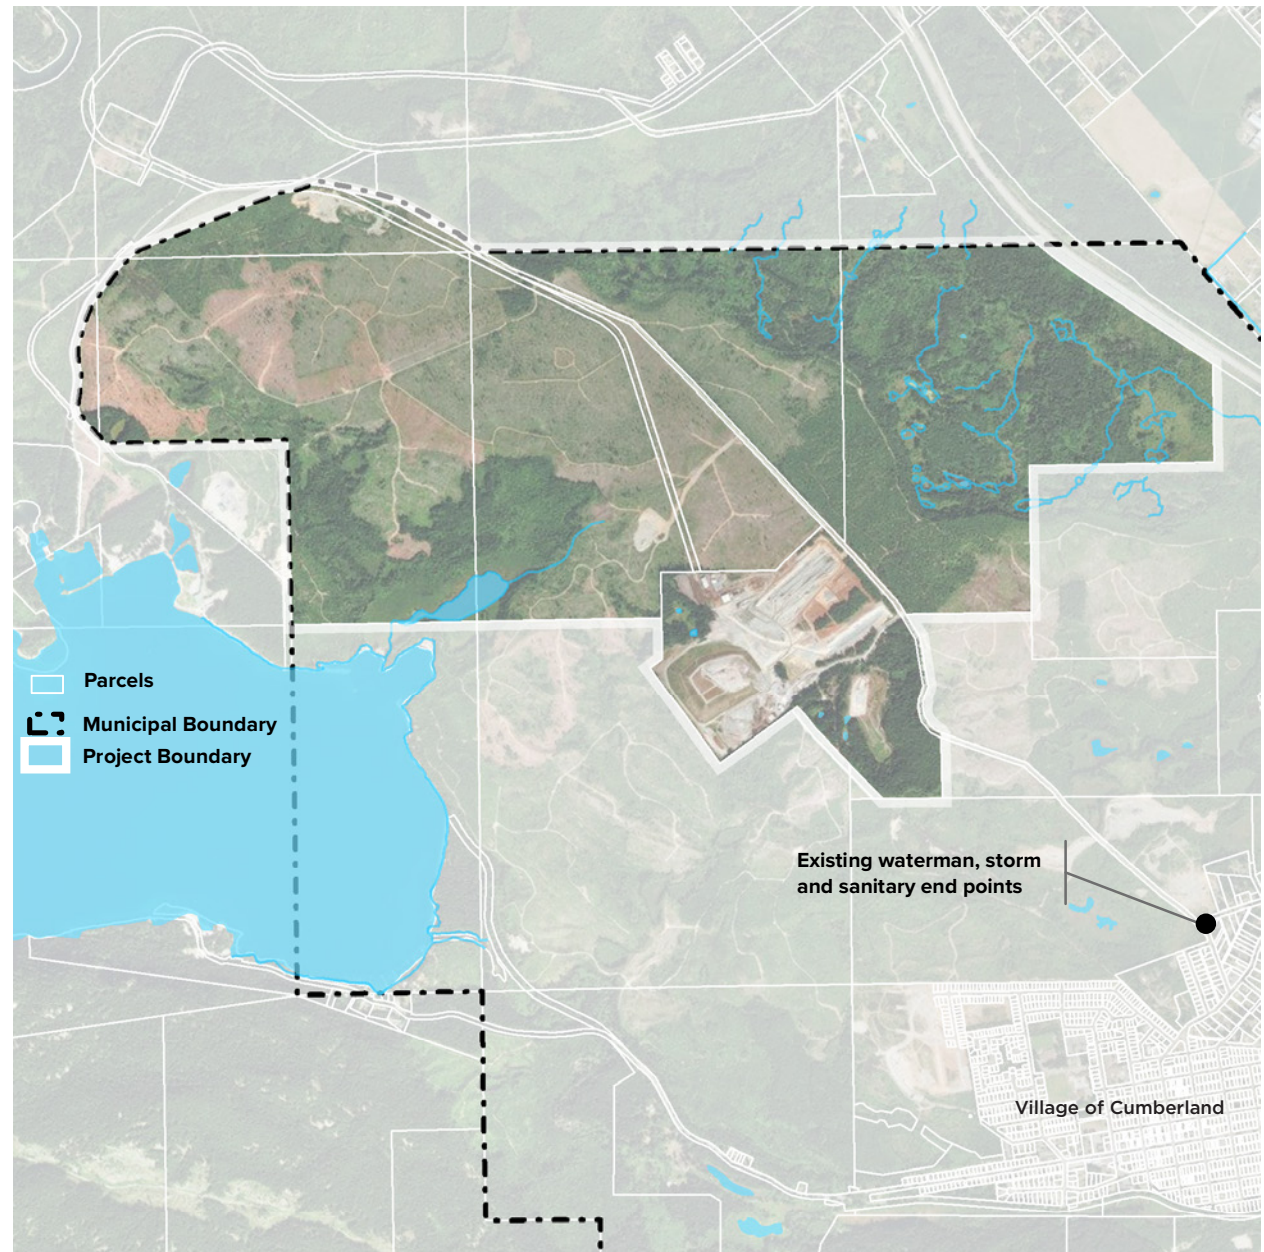 Parcels
Municipal Boundary
Project Boundary
Existing waterman, storm
and sanitary end points
Village of Cumberland